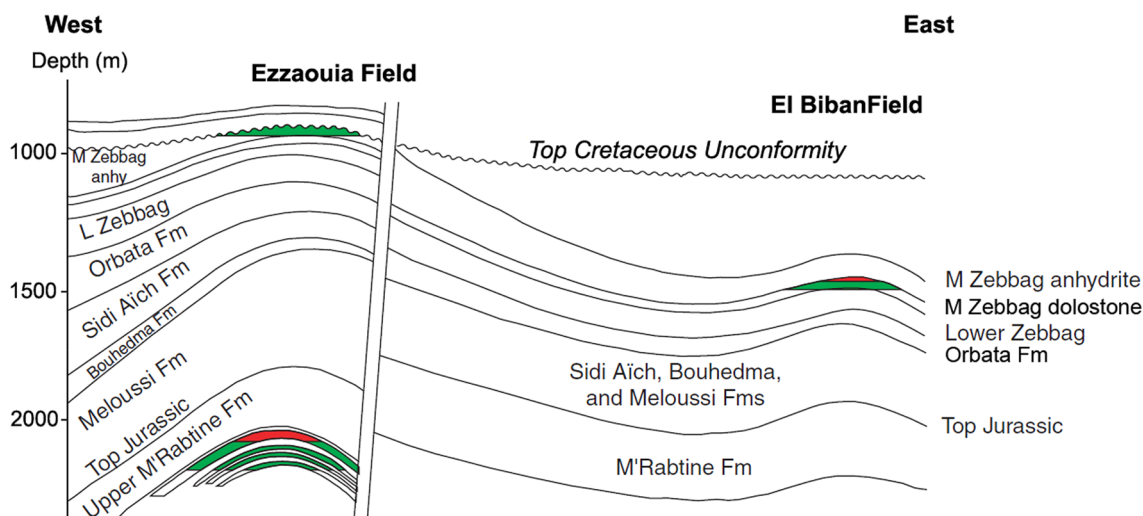 West
East
Depth (m)
Ezzaouia Field
El BibanField
1000
M Zebbag
anhy
Top Cretaceous Unconformity
L Zebbag
Orbata Fm
Sidi Aïch Fm
Bouhedma Fm
Meloussi Fm
Top Jurassic
Upper M'Rabtine Fm
1500
2000
M Zebbag anhydrite
M Zebbag dolostone
Lower Zebbag
Orbata Fm
Sidi Aïch, Bouhedma,
and Meloussi Fms
Top Jurassic
M'Rabtine Fm